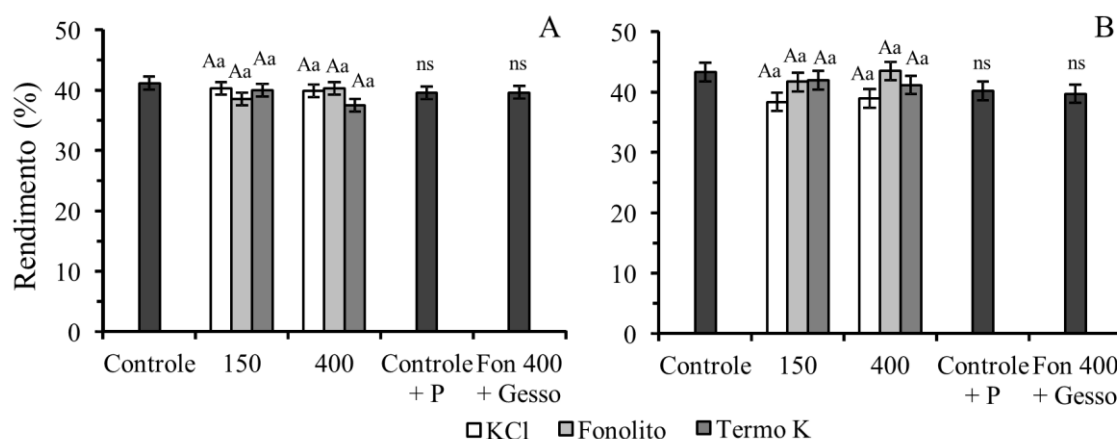 A
Rendimento (%)
50
40
30
20
10
0
Aa Aa Aa
Aa Aa Aa
ns
ns
Controle 150 400 Controle Fon 400
+ P + Gesso
B
50
40
30
20
10
0
Aa Aa Aa
Aa Aa Aa
ns
ns
Controle 150 400 Controle Fon 400
+ P + Gesso
KCl Fonolito Termo K